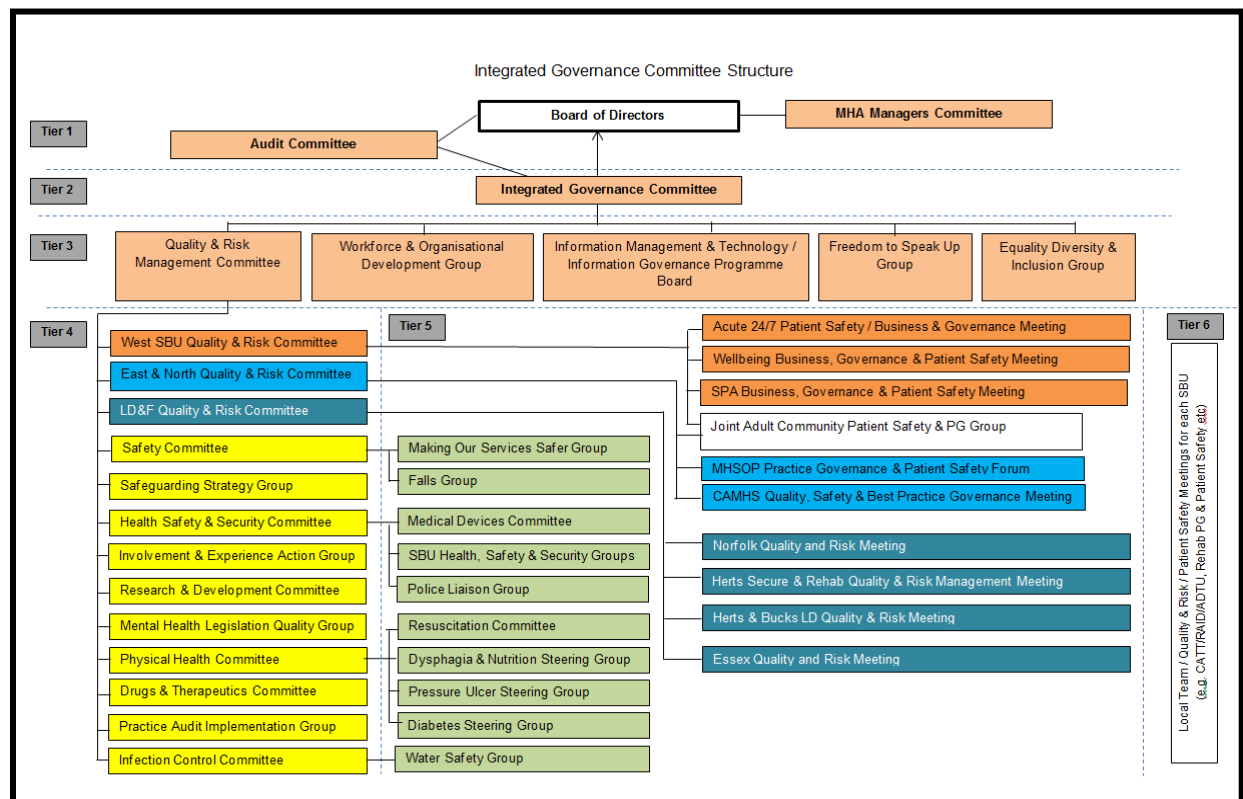 Integrated Governance Committee Structure
Tier 1
Board of Directors
MHA Managers Committee
Audit Committee
Tier 2
Integrated Governance Committee
Tier 3
Quality & Risk
Management Committee
Workforce & Organisational
Development Group
Information Management & Technology /
Information Governance Programme
Board
Freedom to Speak Up
Group
Equality Diversity &
Inclusion Group
Tier 4
West SBU Quality & Risk Committee
East & North Quality & Risk Committee
LD&F Quality & Risk Committee
Safety Committee
Safeguarding Strategy Group
Health Safety & Security Committee
Involvement & Experience Action Group
Research & Development Committee
Mental Health Legislation Quality Group
Physical Health Committee
Drugs & Therapeutics Committee
Practice Audit Implementation Group
Infection Control Committee
Tier 5
Making Our Services Safer Group
Falls Group
Medical Devices Committee
SBU Health, Safety & Security Groups
Police Liaison Group
Resuscitation Committee
Dysphagia & Nutrition Steering Group
Pressure Ulcer Steering Group
Diabetes Steering Group
Water Safety Group
Acute 24/7 Patient Safety / Business & Governance Meeting
Wellbeing Business, Governance & Patient Safety Meeting
SPA Business, Governance & Patient Safety Meeting
Joint Adult Community Patient Safety & PG Group
MHSOP Practice Governance & Patient Safety Forum
CAMHS Quality, Safety & Best Practice Governance Meeting
Norfolk Quality and Risk Meeting
Herts Secure & Rehab Quality & Risk Management Meeting
Herts & Bucks LD Quality & Risk Meeting
Essex Quality and Risk Meeting
Tier 6
Local Team / Quality & Risk / Patient Safety Meetings for each SBU
(e.g. CATT/RAID/ADTU, Rehab PG & Patient Safety etc)